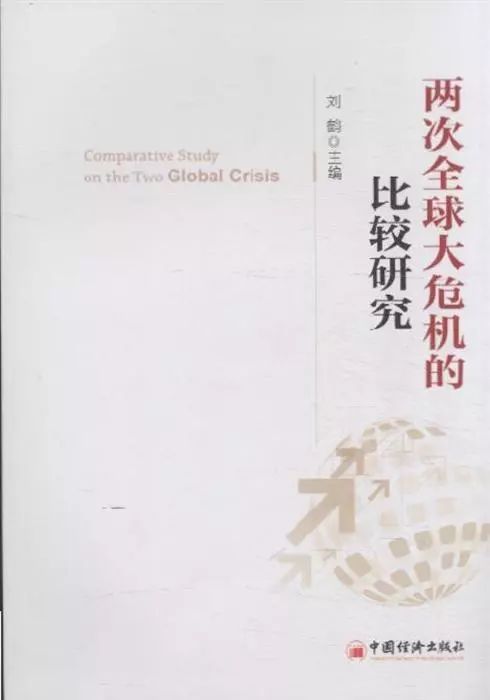 两次全球大危机的
比较研究
刘鹤◎主编
Comparative Study
on the Two Global Crisis
中国经济出版社